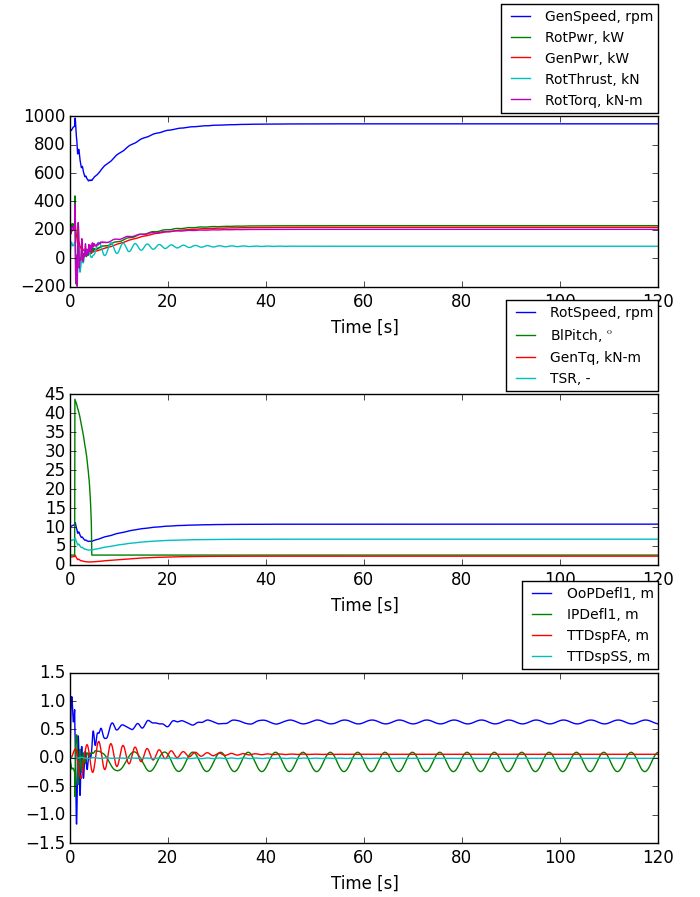 GenSpeed, rpm
RotPwr, kW
GenPwr, kW
RotThrust, kN
RotTorq, kN-m
1000
800
600
400
200
0
−200
0 20 40 60 80 100 120
Time [s]
RotSpeed, rpm
BlPitch, °
GenTq, kN-m
TSR, -
45
40
35
30
25
20
15
10
5
0
0 20 40 60 80 100 120
Time [s]
OoPDefl1, m
IPDefl1, m
TTDspFA, m
TTDspSS, m
1.5
1.0
0.5
0.0
−0.5
−1.0
−1.5
0 20 40 60 80 100 120
Time [s]